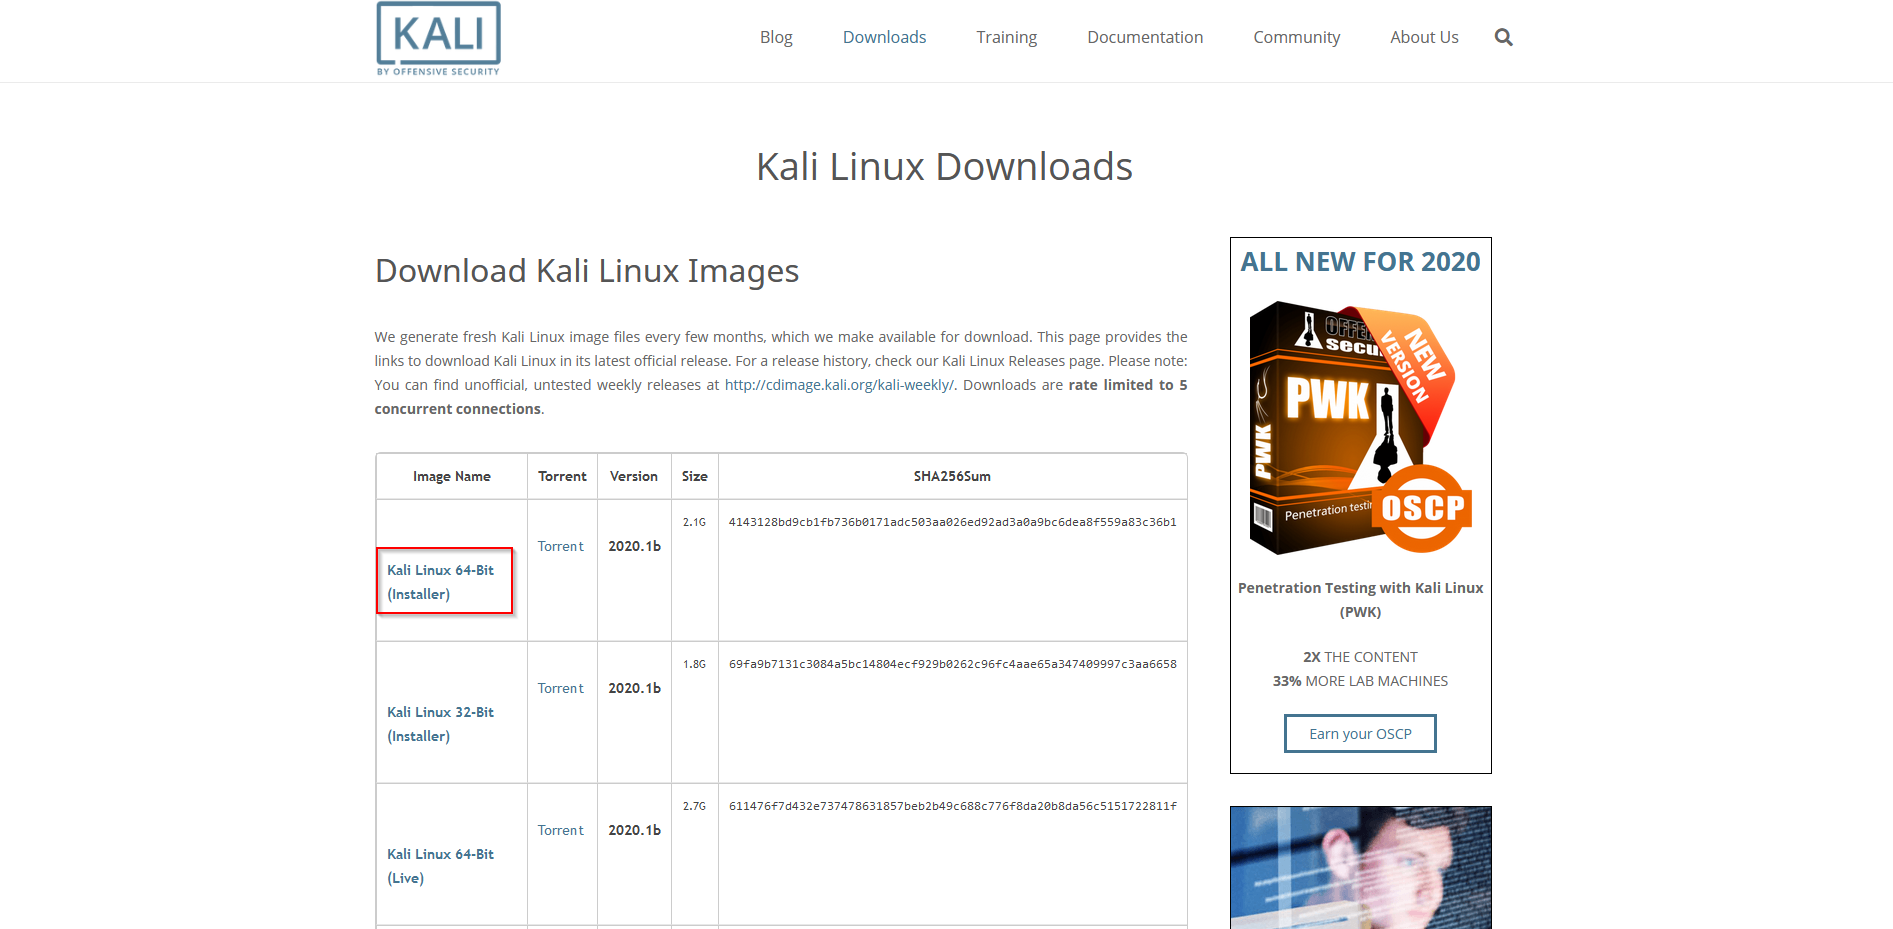 KALI
BY OFFENSIVE SECURITY
Blog
Downloads
Training
Documentation
Community
About Us
Kali Linux Downloads
Download Kali Linux Images
We generate fresh Kali Linux image files every few months, which we make available for download. This page provides the
links to download Kali Linux in its latest official release. For a release history, check our Kali Linux Releases page. Please note:
You can find unofficial, untested weekly releases at http://cdimage.kali.org/kali-weekly/. Downloads are rate limited to 5
concurrent connections.
Image Name Torrent Version Size SHA256Sum
2.1G 4143128bd9cb1fb736b0171adc503aa026ed92ad3a0a9bc6dea8f559a83c36b1
Torrent 2020.1b
Kali Linux 64-Bit
(Installer)
1.8G 69fa9b7131c3084a5bc14804ecf929b0262c96fc4aae65a347409997c3aa6658
Torrent 2020.1b
Kali Linux 32-Bit
(Installer)
2.7G 611476f7d432e737478631857beb2b49c688c776f8da20b8da56c5151722811f
Torrent 2020.1b
Kali Linux 64-Bit
(Live)
ALL NEW FOR 2020
OFFE
secu
NEW
VERSION
PWK
PWK
Penetration testin
OSCP
Penetration Testing with Kali Linux
(PWK)
2X THE CONTENT
33% MORE LAB MACHINES
Earn your OSCP